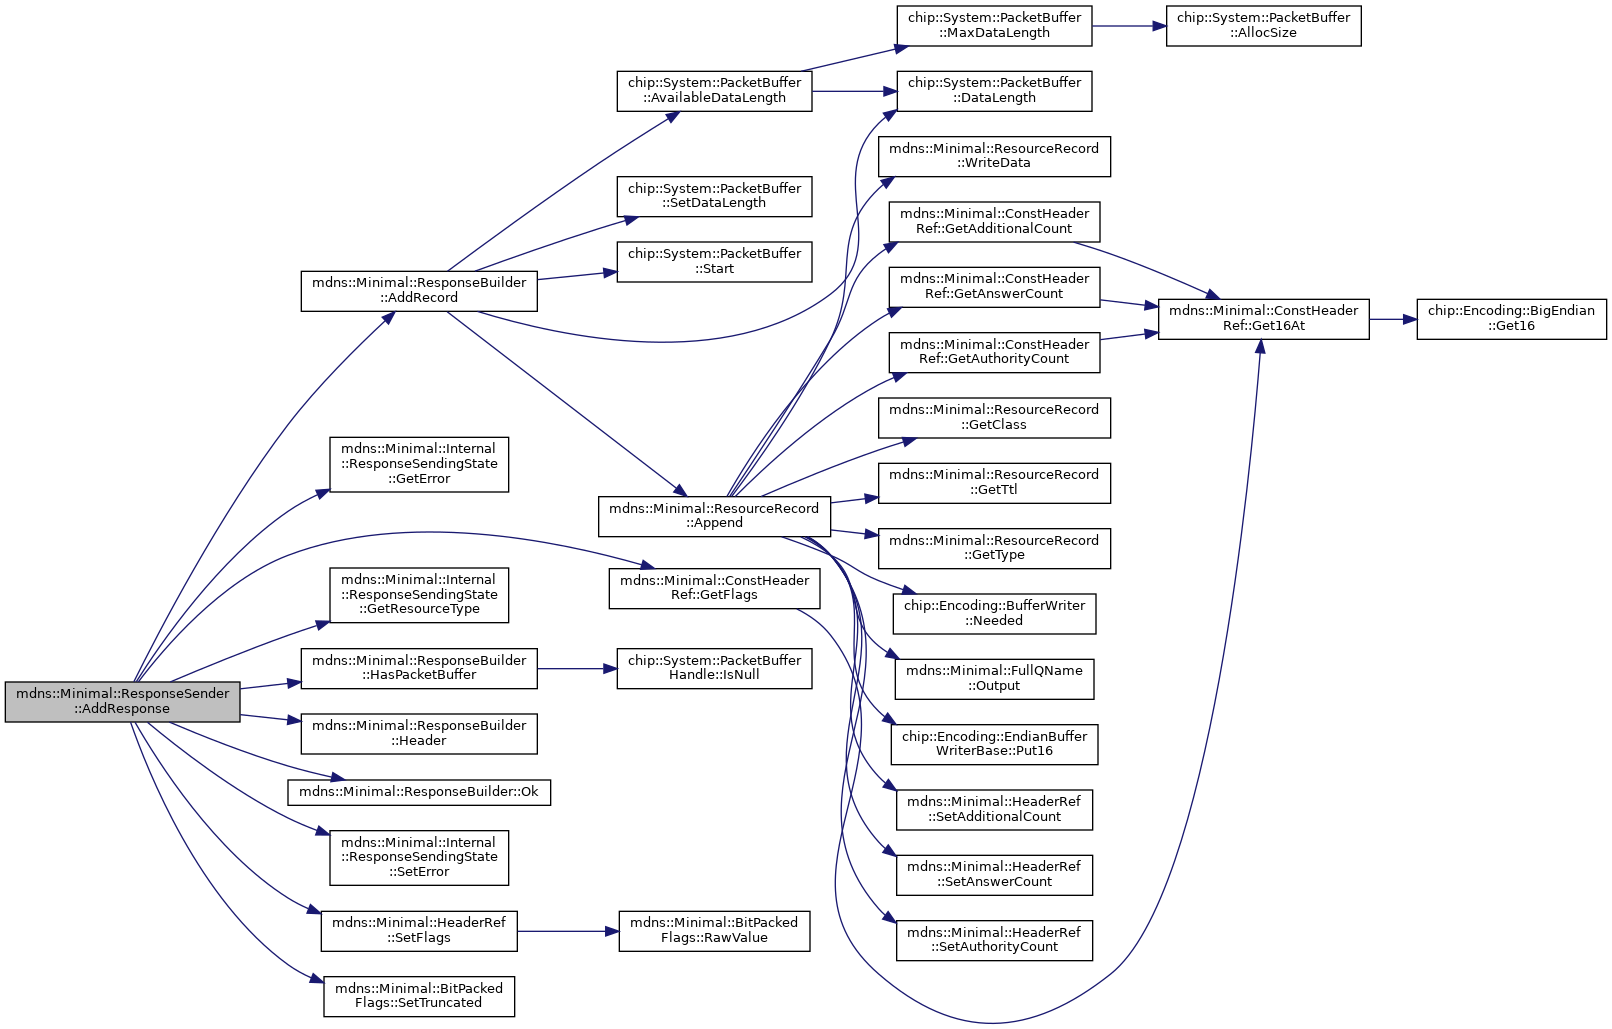 mdns::Minimal::ResponseSender
::AddResponse
mdns::Minimal::ResponseBuilder
::AddRecord
mdns::Minimal::Internal
::ResponseSendingState
::GetError
mdns::Minimal::Internal
::ResponseSendingState
::GetResourceType
mdns::Minimal::ResponseBuilder
::HasPacketBuffer
mdns::Minimal::ResponseBuilder
::Header
mdns::Minimal::ResponseBuilder::Ok
mdns::Minimal::Internal
::ResponseSendingState
::SetError
mdns::Minimal::HeaderRef
::SetFlags
mdns::Minimal::BitPacked
Flags::SetTruncated
chip::System::PacketBuffer
::AvailableDataLength
chip::System::PacketBuffer
::SetDataLength
chip::System::PacketBuffer
::Start
mdns::Minimal::ResourceRecord
::Append
mdns::Minimal::ConstHeader
Ref::GetFlags
chip::System::PacketBuffer
Handle::IsNull
mdns::Minimal::BitPacked
Flags::RawValue
chip::System::PacketBuffer
::MaxDataLength
chip::System::PacketBuffer
::DataLength
mdns::Minimal::ResourceRecord
::WriteData
mdns::Minimal::ConstHeader
Ref::GetAdditionalCount
mdns::Minimal::ConstHeader
Ref::GetAnswerCount
mdns::Minimal::ConstHeader
Ref::GetAuthorityCount
mdns::Minimal::ResourceRecord
::GetClass
mdns::Minimal::ResourceRecord
::GetTtl
mdns::Minimal::ResourceRecord
::GetType
chip::Encoding::BufferWriter
::Needed
mdns::Minimal::FullQName
::Output
chip::Encoding::EndianBuffer
WriterBase::Put16
mdns::Minimal::HeaderRef
::SetAdditionalCount
mdns::Minimal::HeaderRef
::SetAnswerCount
mdns::Minimal::HeaderRef
::SetAuthorityCount
chip::System::PacketBuffer
::AllocSize
mdns::Minimal::ConstHeader
Ref::Get16At
chip::Encoding::BigEndian
::Get16